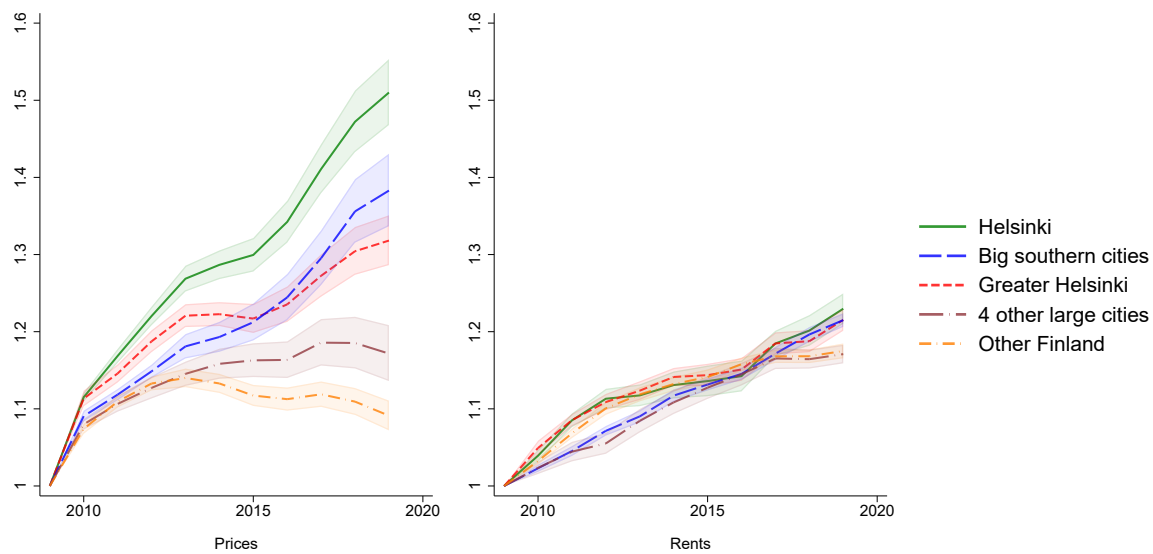 1.6
1.5
1.4
1.3
1.2
1.1
1
2010 2015 2020
Prices
1.6
1.5
1.4
1.3
1.2
1.1
1
2010 2015 2020
Rents
Helsinki
Big southern cities
Greater Helsinki
4 other large cities
Other Finland